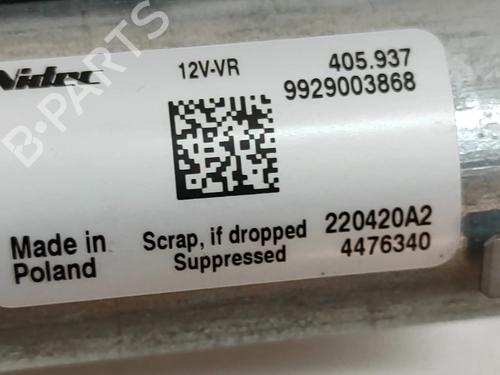 B-PARTS
Nidec
12V-VR
405.937
9929003868
Made in
Poland
Scrap, if dropped
Suppressed
220420A2
4476340